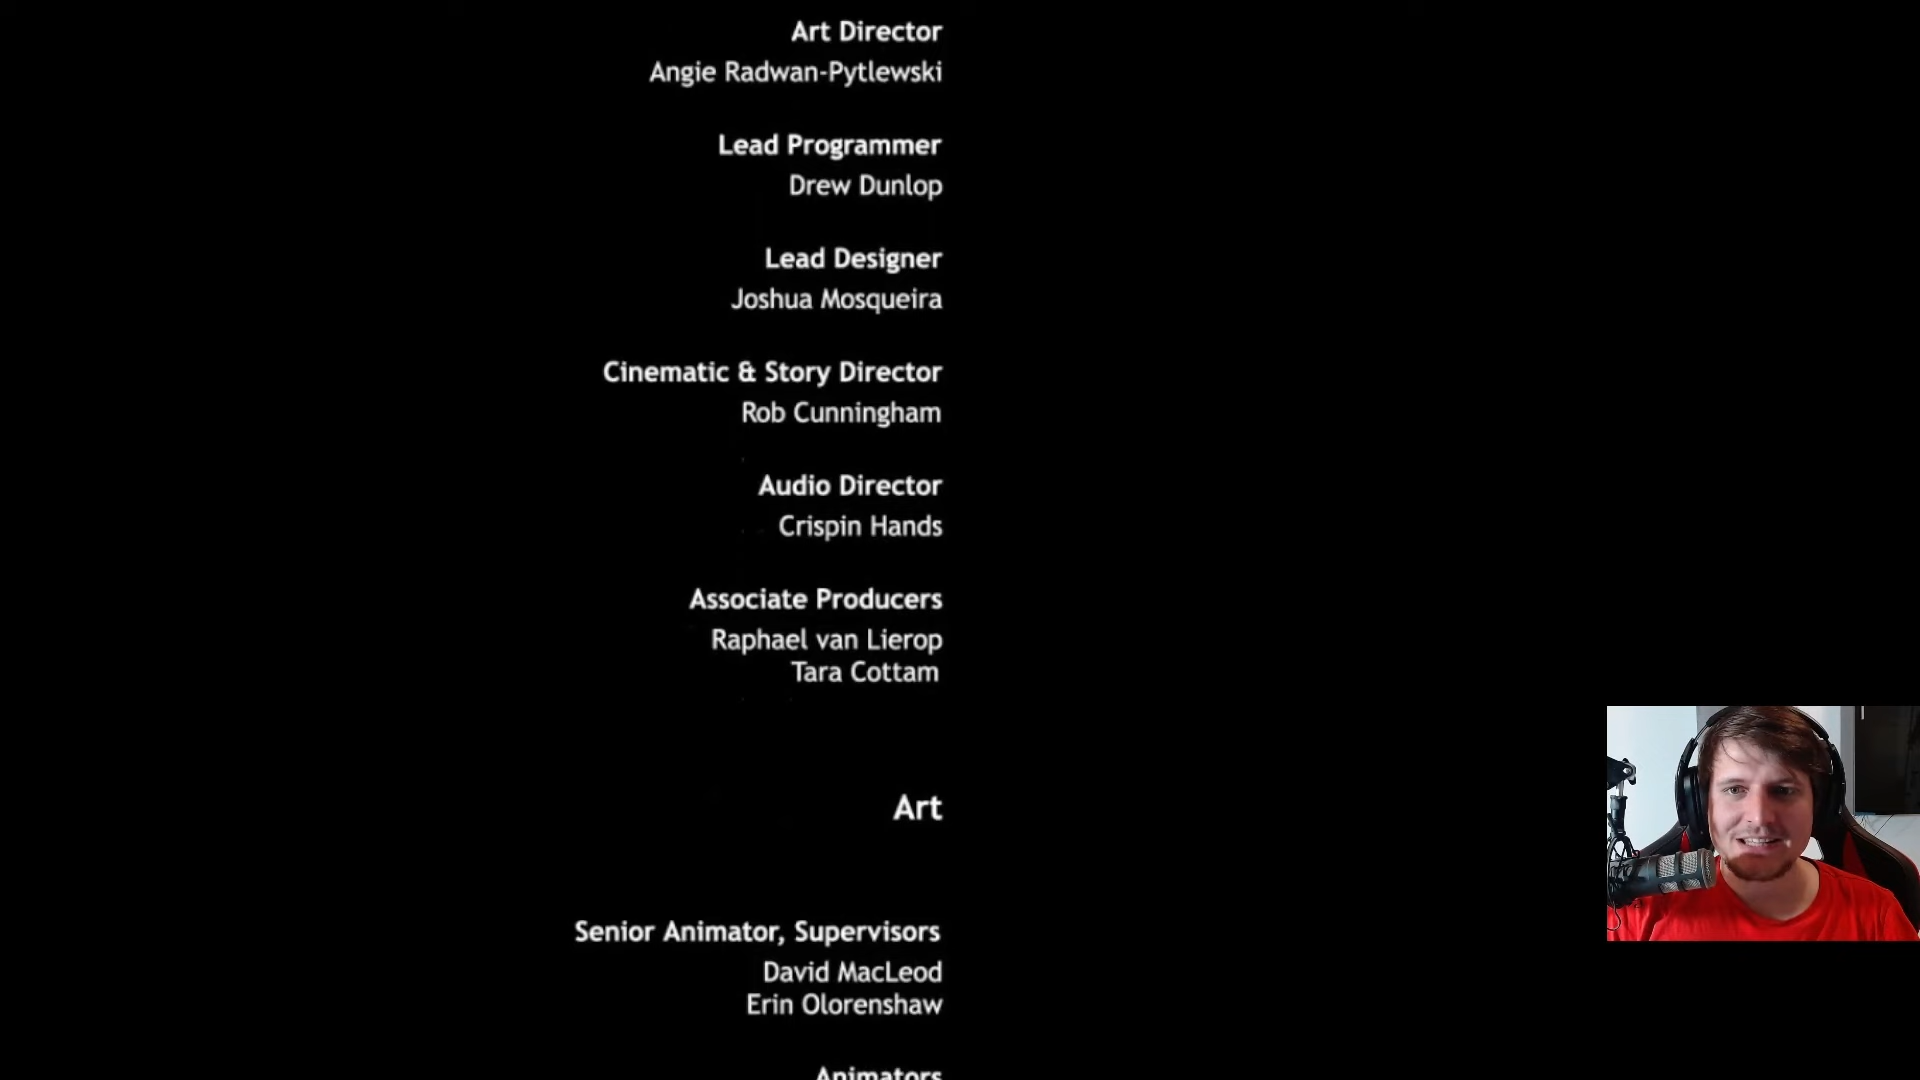 Art Director
Angie Radwan-Pytlewski
Lead Programmer
Drew Dunlop
Lead Designer
Joshua Mosqueira
Cinematic & Story Director
Rob Cunningham
Audio Director
Crispin Hands
Associate Producers
Raphael van Lierop
Tara Cottam
Art
Senior Animator, Supervisors
David MacLeod
Erin Olorenshaw
Animators